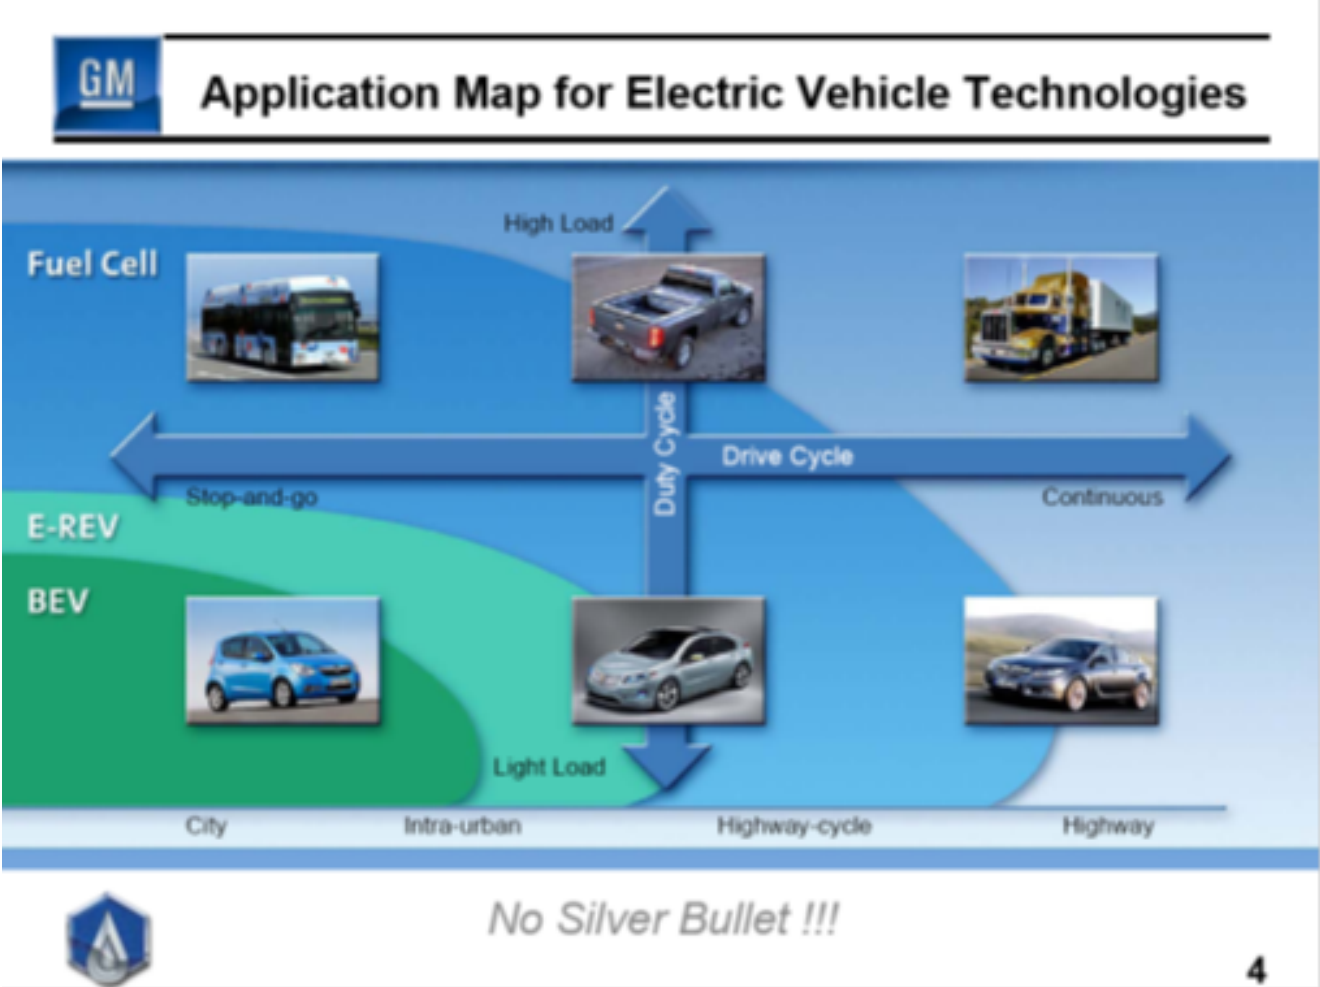 GM
Application Map for Electric Vehicle Technologies
High Load
Fuel Cell
Duty Cycle
Drive Cycle
Stop-and-go
Continuous
E-REV
BEV
Light Load
City
Intra-urban
Highway-cycle
Highway
No Silver Bullet !!!
4